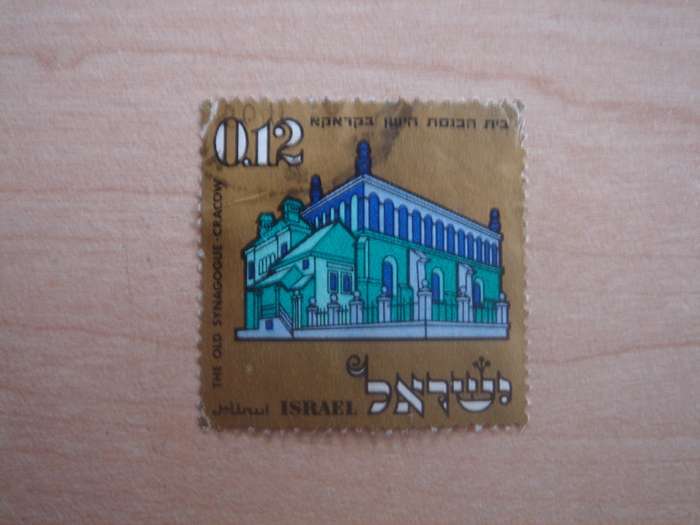 0.12
בית הכנסת הישן בקראקא
THE OLD SYNAGOGUE-CRACOW
ישראל
ISRAEL
اسرائيل